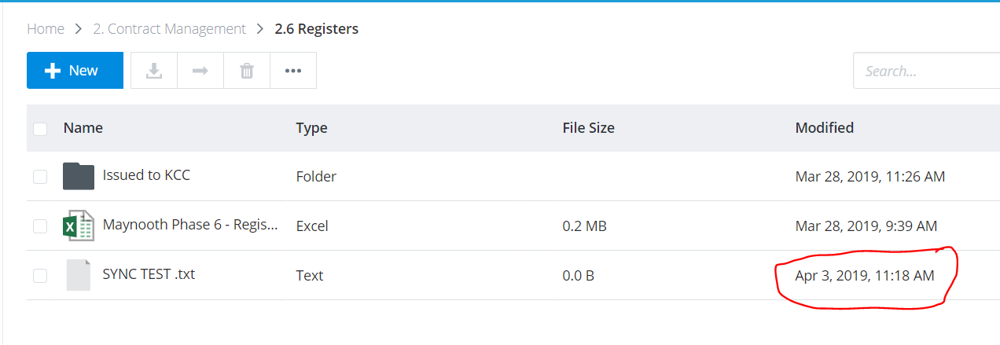 Home > 2. Contract Management > 2.6 Registers
+ New
Search...
Name Type File Size Modified
Issued to KCC Folder Mar 28, 2019, 11:26 AM
Maynooth Phase 6 - Regis... Excel 0.2 MB Mar 28, 2019, 9:39 AM
SYNC TEST .txt Text 0.0 B Apr 3, 2019, 11:18 AM